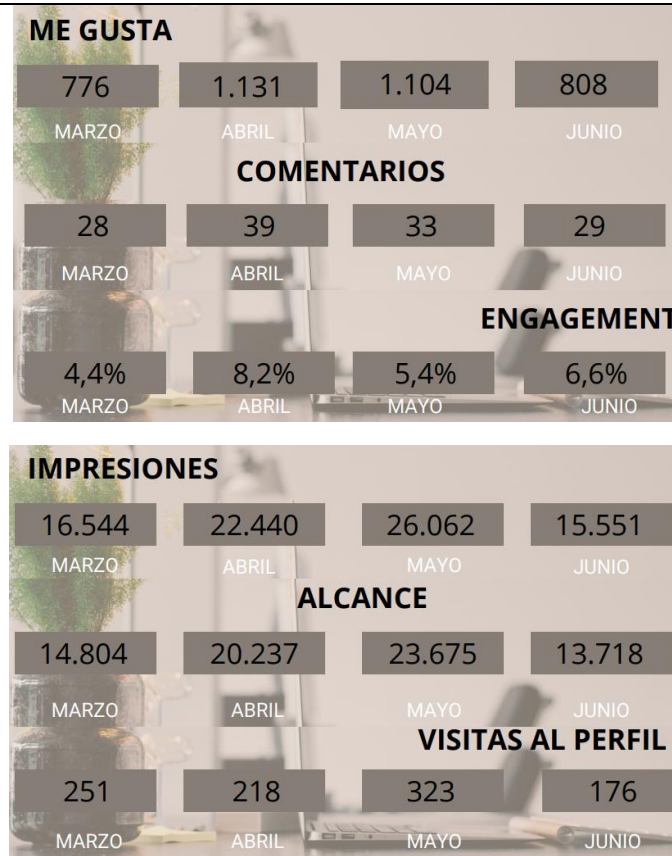 ME GUSTA
776 1.131 1.104 808
MARZO ABRIL MAYO JUNIO
COMENTARIOS
28 39 33 29
MARZO ABRIL MAYO JUNIO
ENGAGEMENT
4,4% 8,2% 5,4% 6,6%
MARZO ABRIL MAYO JUNIO
IMPRESIONES
16.544 22.440 26.062 15.551
MARZO ABRIL MAYO JUNIO
ALCANCE
14.804 20.237 23.675 13.718
MARZO ABRIL MAYO JUNIO
VISITAS AL PERFIL
251 218 323 176
MARZO ABRIL MAYO JUNIO